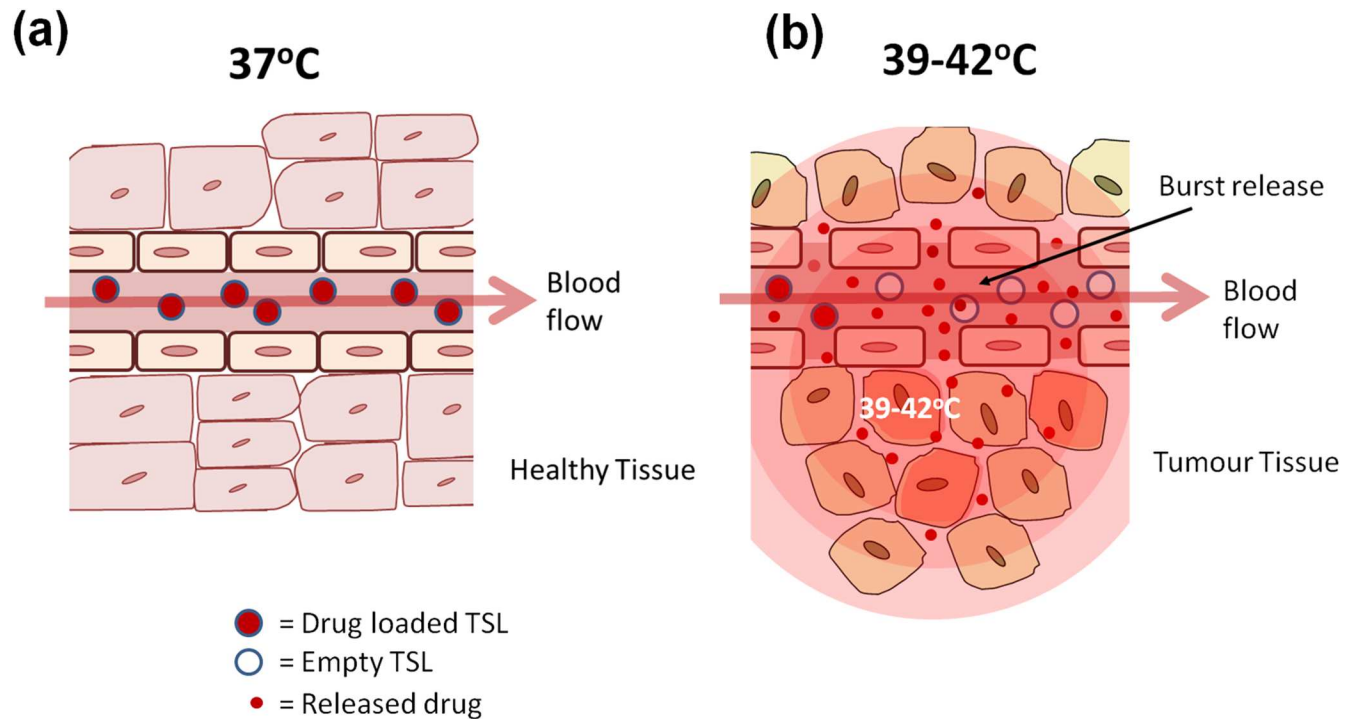 (a)
37°C
Blood
flow
Healthy Tissue
= Drug loaded TSL
= Empty TSL
= Released drug
(b)
39-42°C
Burst release
Blood
flow
39-42°C
Tumour Tissue